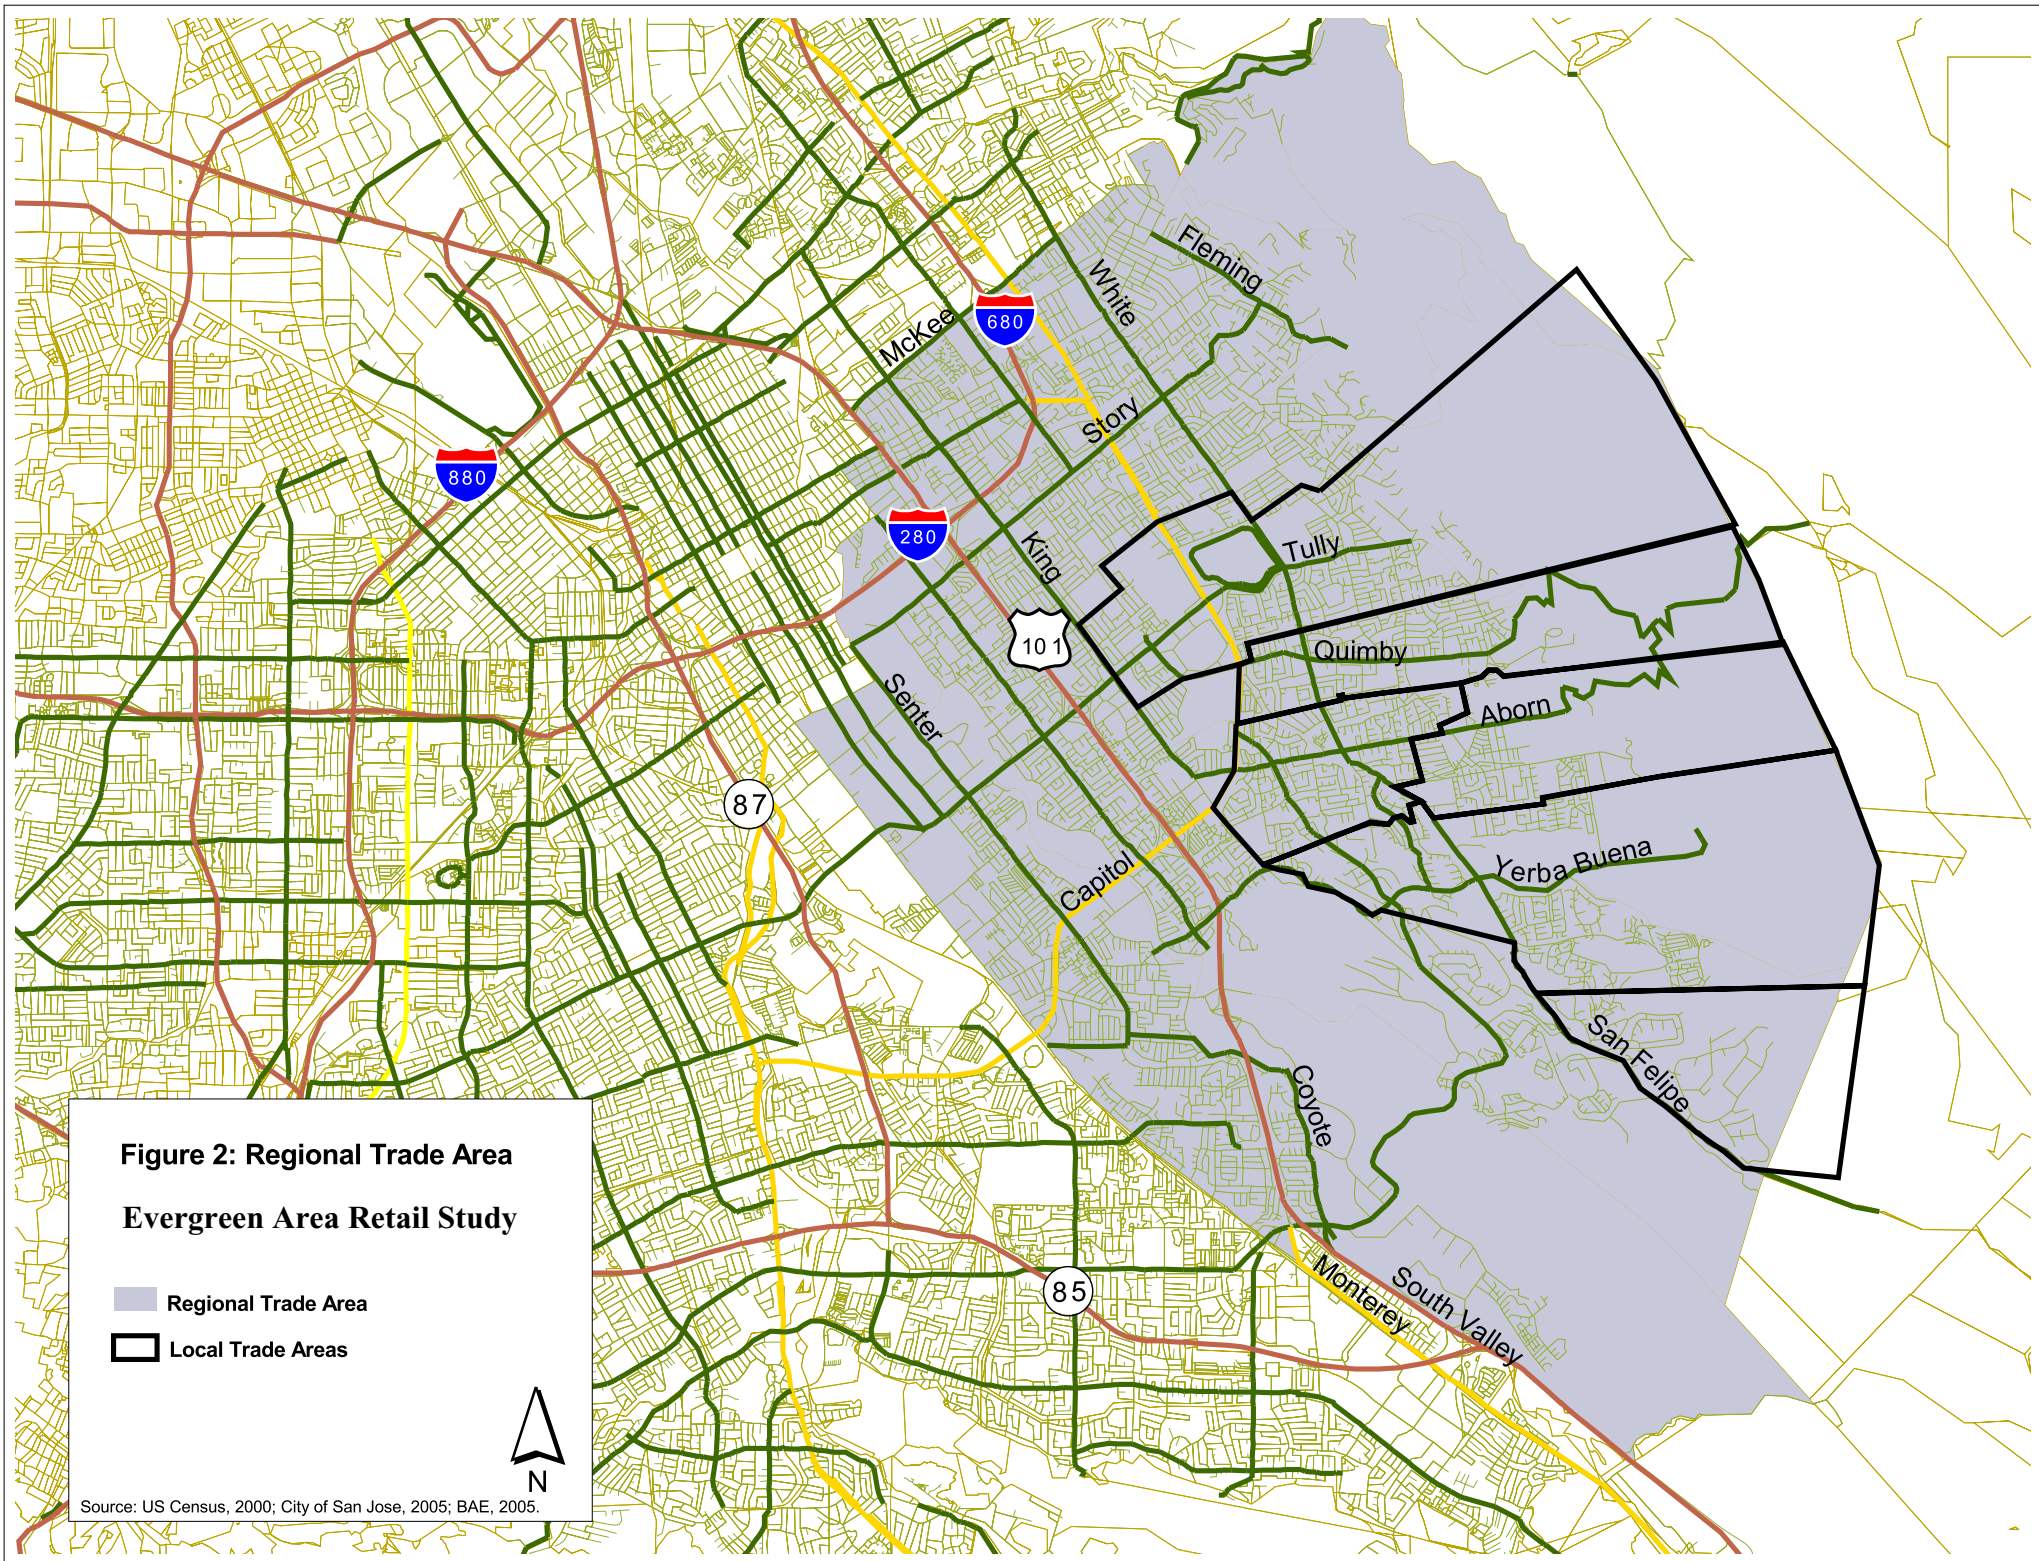 Fleming
White
680
McKee
Story
880
280
King
Tully
101
Quimby
Senter
Aborn
87
Capitol
Yerba Buena
San Felipe
Coyote
85
Monterey
South Valley
Figure 2: Regional Trade Area
Evergreen Area Retail Study
Regional Trade Area
Local Trade Areas
N
Source: US Census, 2000; City of San Jose, 2005; BAE, 2005.